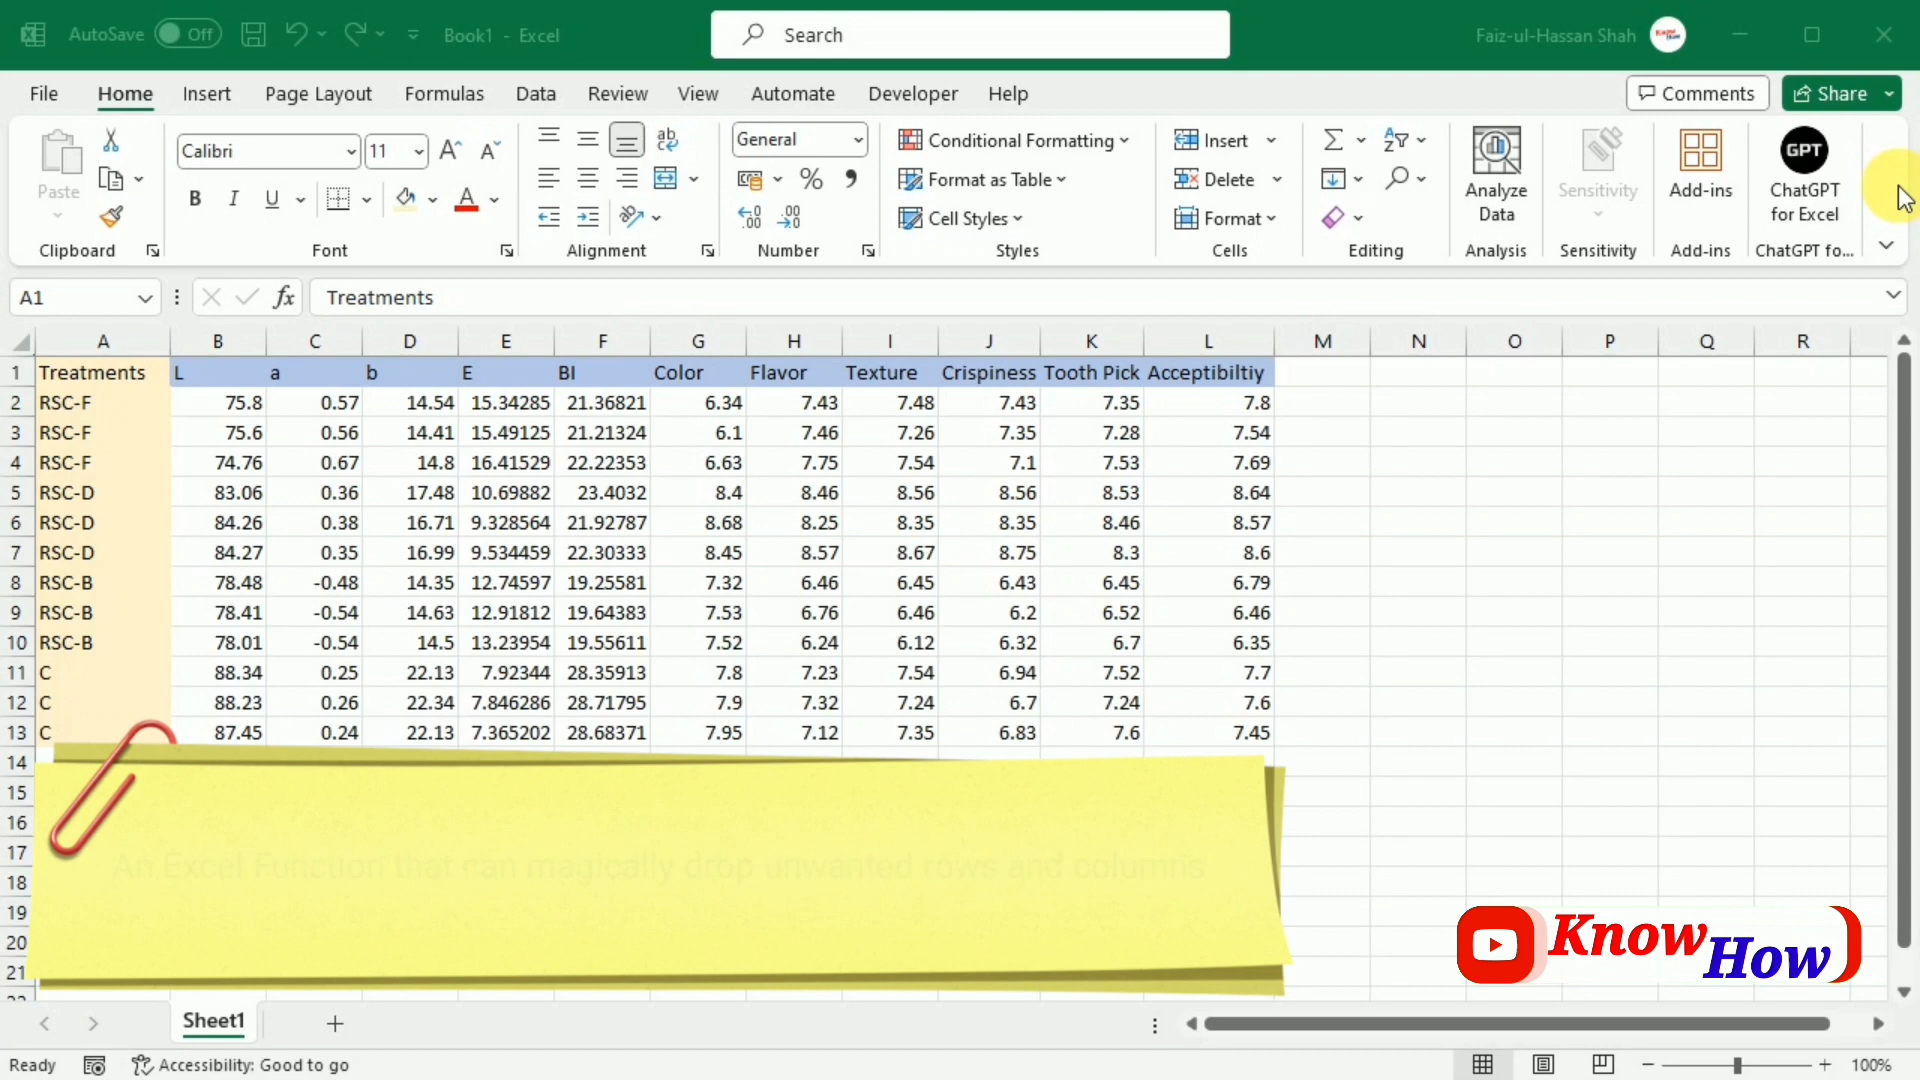 AutoSave Off Book1 - Excel Search Faiz-ul-Hassan Shah Know How
File Home Insert Page Layout Formulas Data Review View Automate Developer Help Comments Share
Paste Calibri 11 General Conditional Formatting Insert Analyze Data Sensitivity Add-ins GPT ChatGPT for Excel
B I U ab % Format as Table Delete
A Cell Styles Format
Clipboard Font Alignment Number Styles Cells Editing Analysis Sensitivity Add-ins ChatGPT fo...
A1 fx Treatments
A B C D E F G H I J K L M N O P Q R
1 Treatments L a b E BI Color Flavor Texture Crispiness Tooth Pick Acceptibiltiy
2 RSC-F 75.8 0.57 14.54 15.34285 21.36821 6.34 7.43 7.48 7.43 7.35 7.8
3 RSC-F 75.6 0.56 14.41 15.49125 21.21324 6.1 7.46 7.26 7.35 7.28 7.54
4 RSC-F 74.76 0.67 14.8 16.41529 22.22353 6.63 7.75 7.54 7.1 7.53 7.69
5 RSC-D 83.06 0.36 17.48 10.69882 23.4032 8.4 8.46 8.56 8.56 8.53 8.64
6 RSC-D 84.26 0.38 16.71 9.328564 21.92787 8.68 8.25 8.35 8.35 8.46 8.57
7 RSC-D 84.27 0.35 16.99 9.534459 22.30333 8.45 8.57 8.67 8.75 8.3 8.6
8 RSC-B 78.48 -0.48 14.35 12.74597 19.25581 7.32 6.46 6.45 6.43 6.45 6.79
9 RSC-B 78.41 -0.54 14.63 12.91812 19.64383 7.53 6.76 6.46 6.2 6.52 6.46
10 RSC-B 78.01 -0.54 14.5 13.23954 19.55611 7.52 6.24 6.12 6.32 6.7 6.35
11 C 88.34 0.25 22.13 7.92344 28.35913 7.8 7.23 7.54 6.94 7.52 7.7
12 C 88.23 0.26 22.34 7.846286 28.71795 7.9 7.32 7.24 6.7 7.24 7.6
13 C 87.45 0.24 22.13 7.365202 28.68371 7.95 7.12 7.35 6.83 7.6 7.45
14
15
16
17
An Excel Function that can magically drop unwanted rows and columns
18
19
20
21
Know How
Sheet1
Ready Accessibility: Good to go 100%